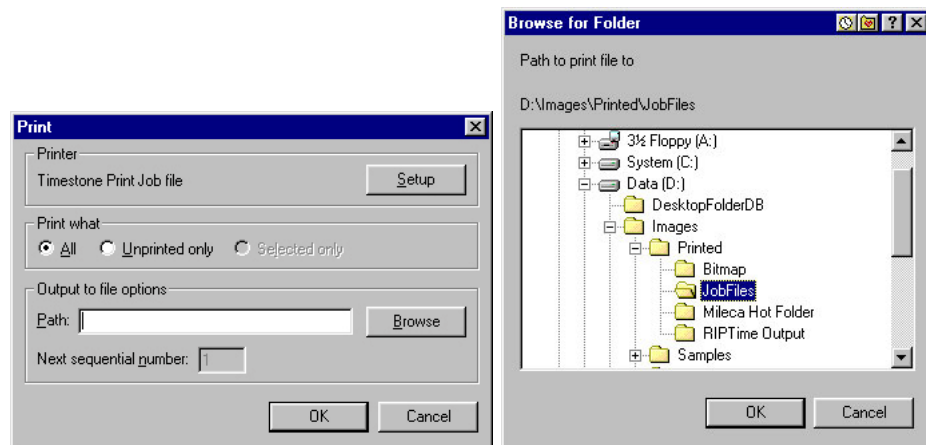 Print
Printer
Timestone Print Job file
Setup
Print what
All
Unprinted only
Selected only
Output to file options
Path:
Browse
Next sequential number:
1
OK
Cancel
Browse for Folder
Path to print file to
D:\Images\Printed\JobFiles
3½ Floppy (A:)
System (C:)
Data (D:)
DesktopFolderDB
Images
Printed
Bitmap
JobFiles
Mileca Hot Folder
RIPTime Output
Samples
OK
Cancel